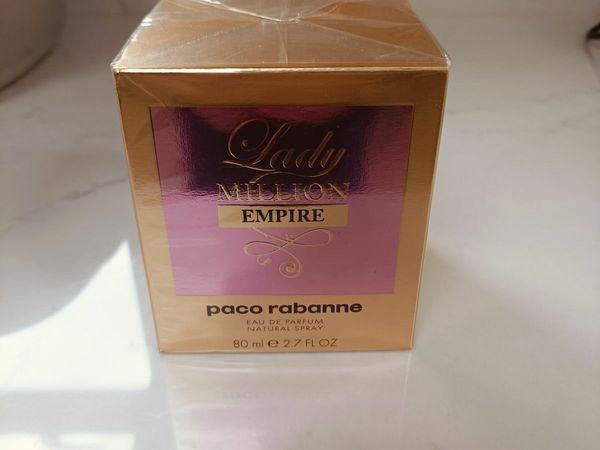 Lady
MILLION
EMPIRE
paco rabanne
EAU DE PARFUM
NATURAL SPRAY
80 ml ℮ 2.7 FL OZ